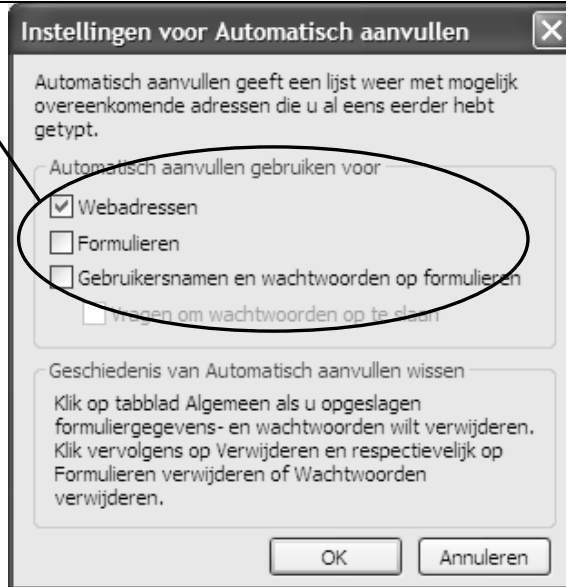 Instellingen voor Automatisch aanvullen
Automatisch aanvullen geeft een lijst weer met mogelijk
overeenkomende adressen die u al eens eerder hebt
getypt.
Automatisch aanvullen gebruiken voor
Webadressen
Formulieren
Gebruikersnamen en wachtwoorden op formulieren
Vragen om wachtwoorden op te slaan
Geschiedenis van Automatisch aanvullen wissen
Klik op tabblad Algemeen als u opgeslagen
formuliergegevens- en wachtwoorden wilt verwijderen.
Klik vervolgens op Verwijderen en respectievelijk op
Formulieren verwijderen of Wachtwoorden
verwijderen.
OK
Annuleren